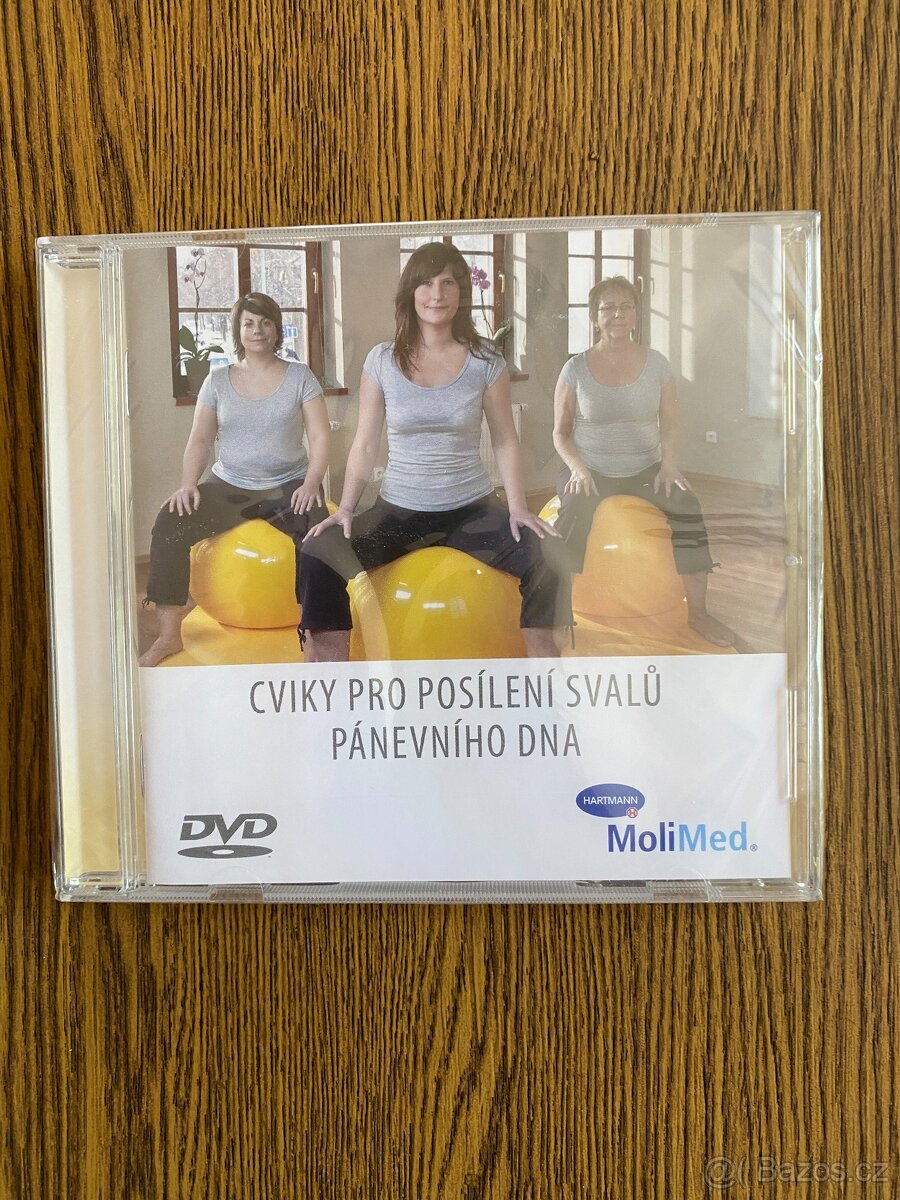 CVIKY PRO POSÍLENÍ SVALŮ
PÁNEVNÍHO DNA
DVD
HARTMANN
MoliMed®
Bazos.cz